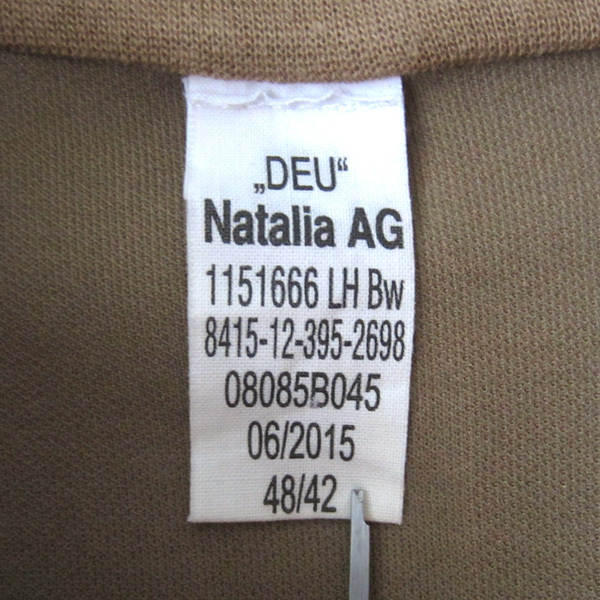 „DEU“
Natalia AG
1151666 LH Bw
8415-12-395-2698
08085B045
06/2015
48/42